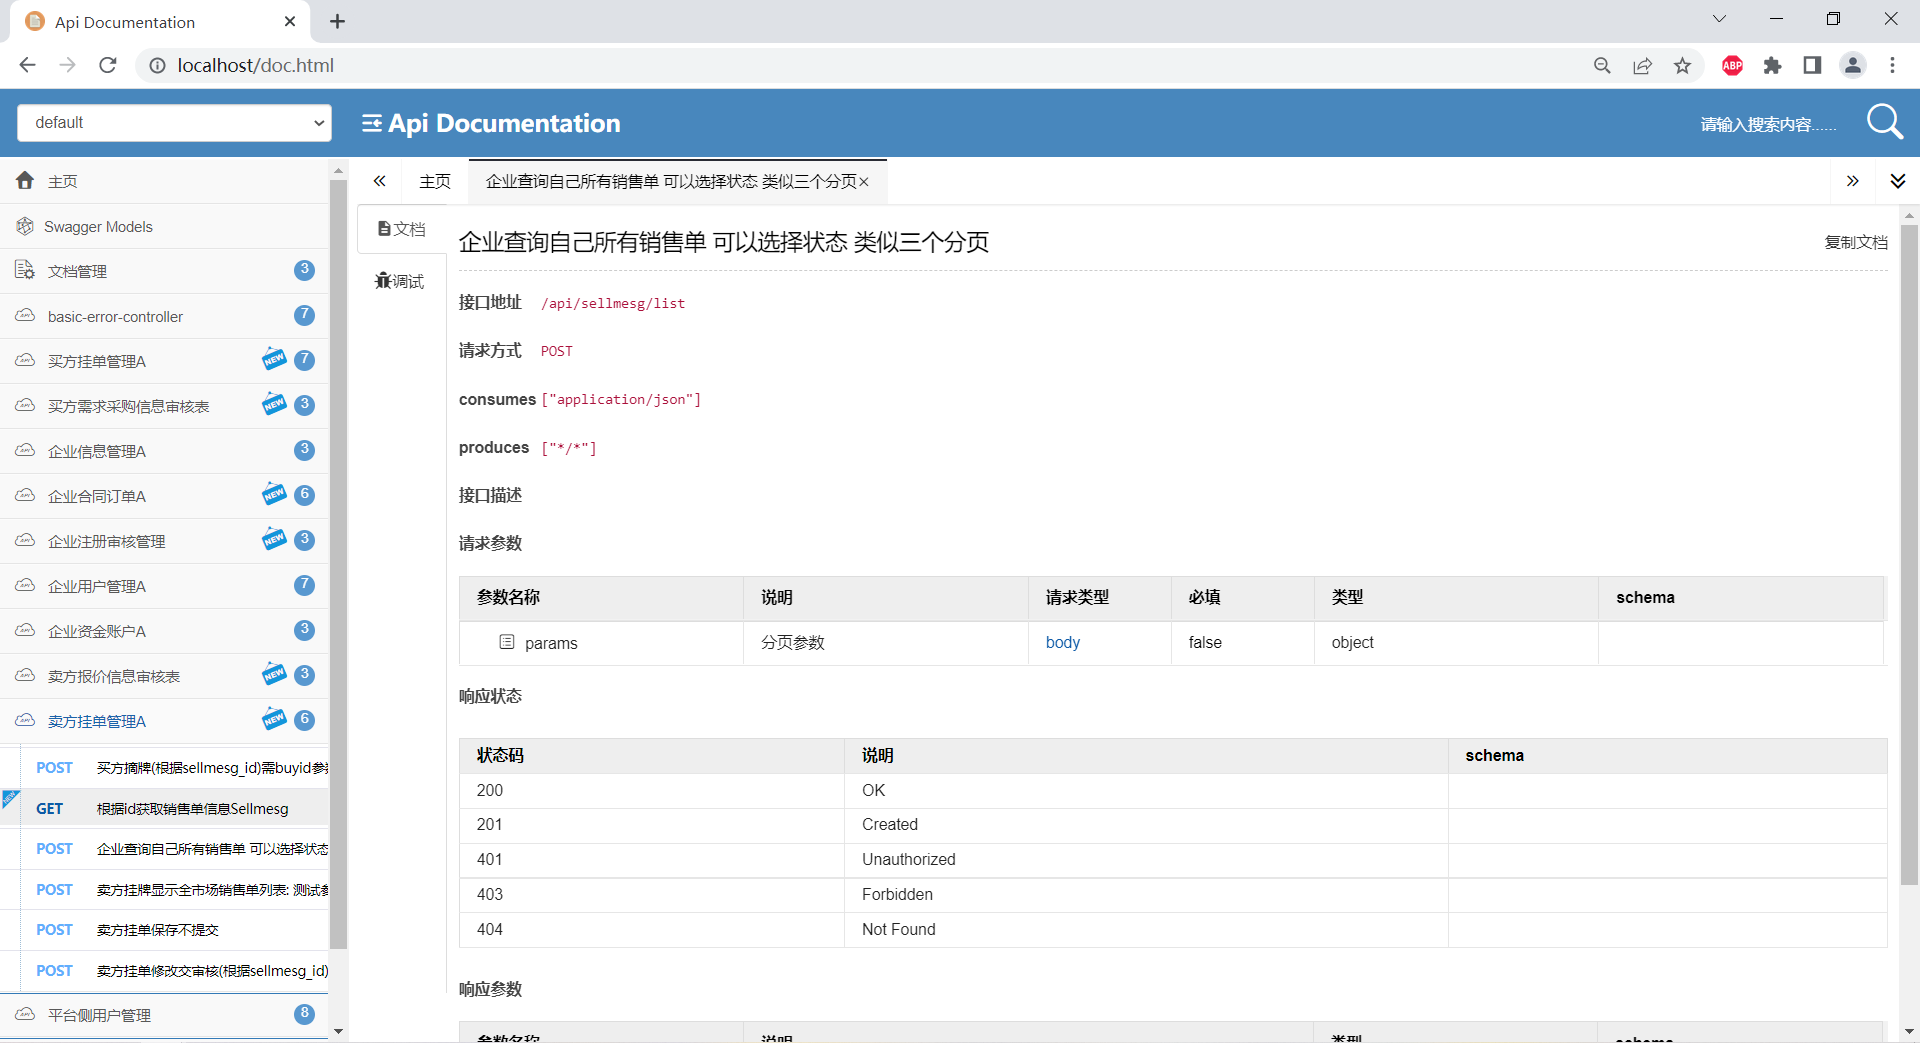 Api Documentation
localhost/doc.html
ABP
default
Api Documentation
请输入搜索内容......
主页
Swagger Models
文档管理 3
basic-error-controller 7
买方挂单管理A NEW 7
买方需求采购信息审核表 NEW 3
企业信息管理A 3
企业合同订单A NEW 6
企业注册审核管理 NEW 3
企业用户管理A 7
企业资金账户A 3
卖方报价信息审核表 NEW 3
卖方挂单管理A NEW 6
POST 买方摘牌(根据sellmesg_id)需buyid参
GET 根据id获取销售单信息Sellmesg
POST 企业查询自己所有销售单 可以选择状态
POST 卖方挂牌显示全市场销售单列表: 测试参
POST 卖方挂单保存不提交
POST 卖方挂单修改交审核(根据sellmesg_id)
平台侧用户管理 8
主页
企业查询自己所有销售单 可以选择状态 类似三个分页×
文档
调试
企业查询自己所有销售单 可以选择状态 类似三个分页
复制文档
接口地址 /api/sellmesg/list
请求方式 POST
consumes ["application/json"]
produces ["*/*"]
接口描述
请求参数
参数名称 说明 请求类型 必填 类型 schema
params 分页参数 body false object
响应状态
状态码 说明 schema
200 OK
201 Created
401 Unauthorized
403 Forbidden
404 Not Found
响应参数
参数名称 说明 类型 schema